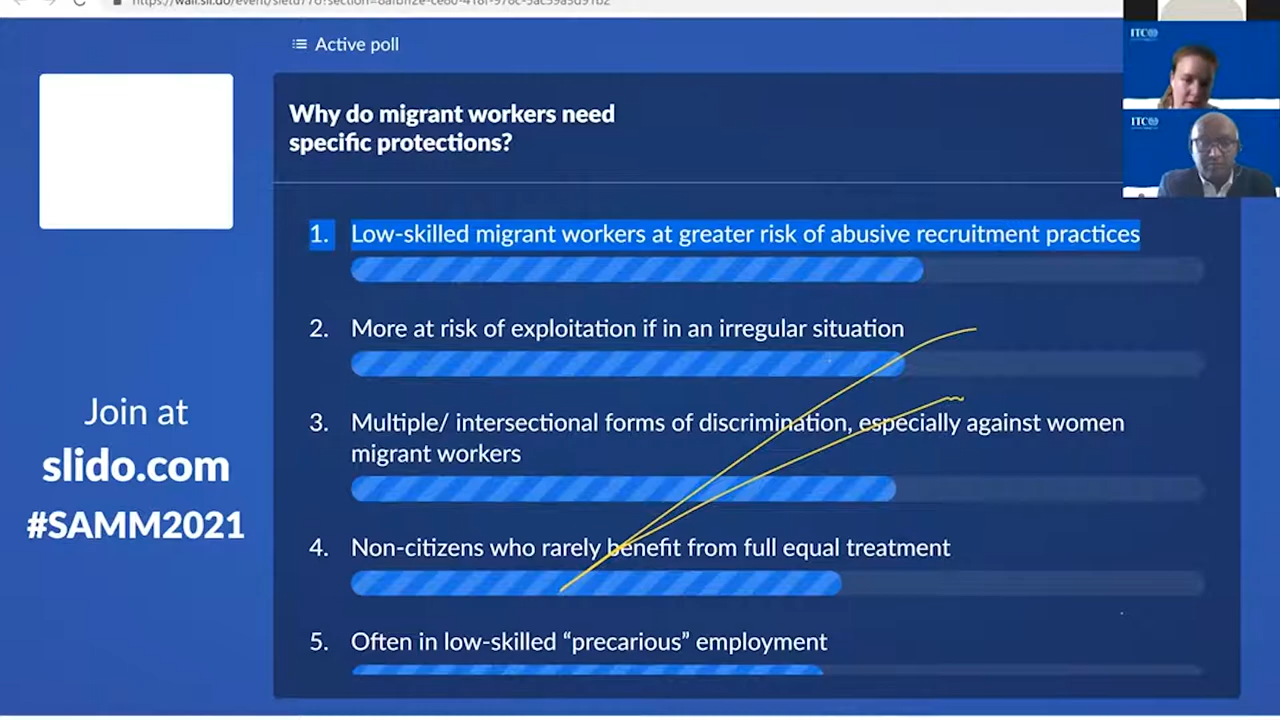 Active poll
Why do migrant workers need
specific protections?
1. Low-skilled migrant workers at greater risk of abusive recruitment practices
2. More at risk of exploitation if in an irregular situation
3. Multiple/ intersectional forms of discrimination, especially against women
migrant workers
4. Non-citizens who rarely benefit from full equal treatment
5. Often in low-skilled “precarious” employment
Join at
slido.com
#SAMM2021
ITC
ITC